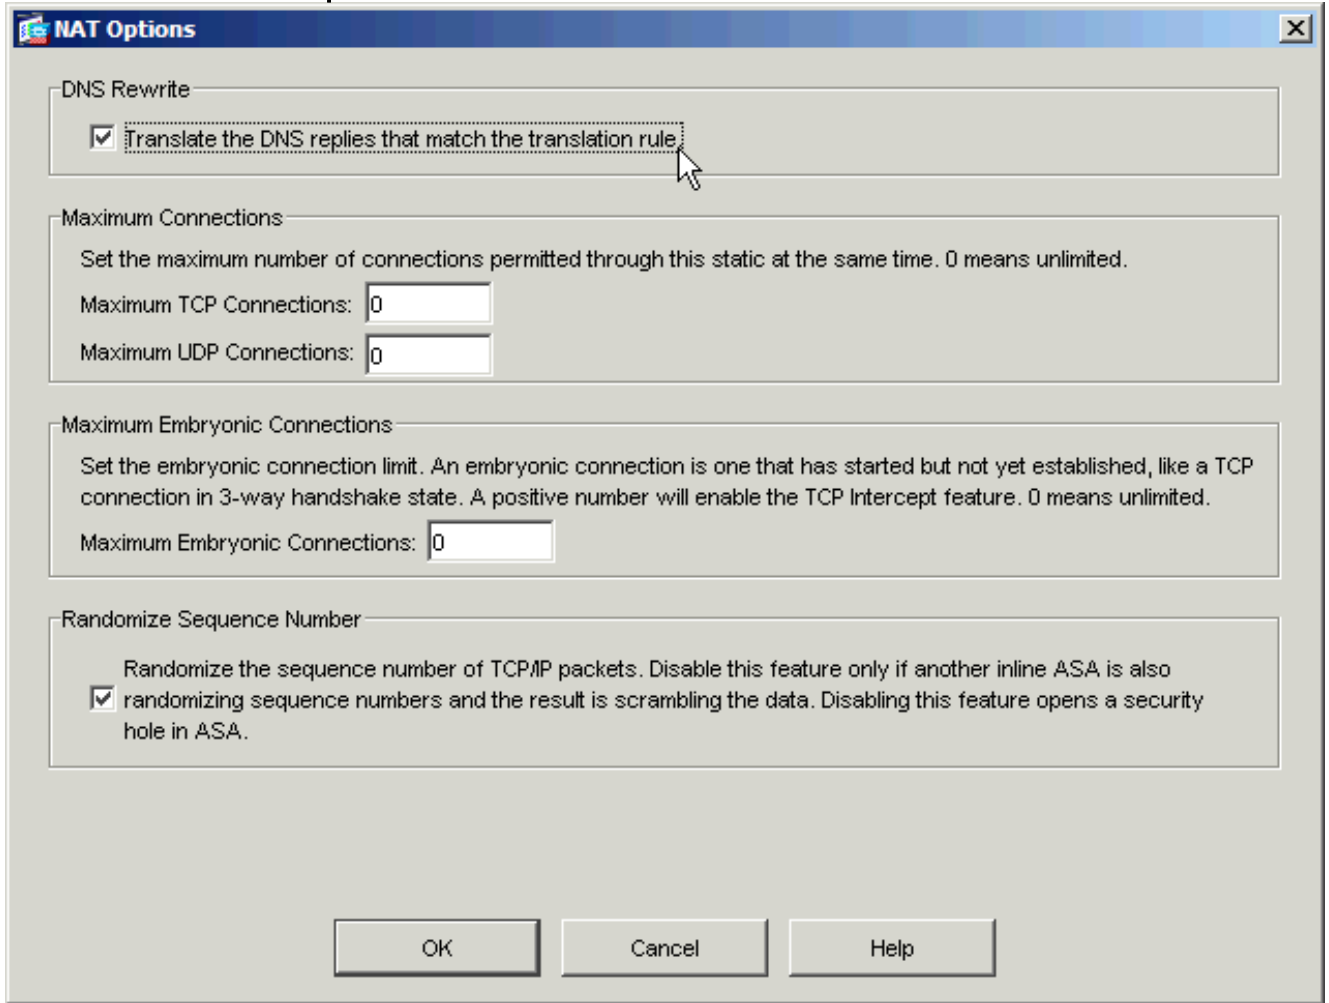 NAT Options
DNS Rewrite
Translate the DNS replies that match the translation rule.
Maximum Connections
Set the maximum number of connections permitted through this static at the same time. 0 means unlimited.
Maximum TCP Connections: 0
Maximum UDP Connections: 0
Maximum Embryonic Connections
Set the embryonic connection limit. An embryonic connection is one that has started but not yet established, like a TCP
connection in 3-way handshake state. A positive number will enable the TCP Intercept feature. 0 means unlimited.
Maximum Embryonic Connections: 0
Randomize Sequence Number
Randomize the sequence number of TCP/IP packets. Disable this feature only if another inline ASA is also
randomizing sequence numbers and the result is scrambling the data. Disabling this feature opens a security
hole in ASA.
OK Cancel Help